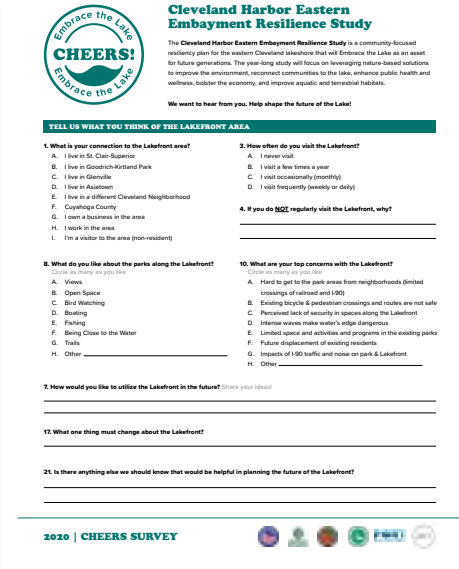 Embrace the Lake
CHEERS!
Embrace the Lake
Cleveland Harbor Eastern
Embayment Resilience Study
The Cleveland Harbor Eastern Embayment Resilience Study is a community-focused
resiliency plan for the eastern Cleveland lakeshore that will Embrace the Lake as an asset
for future generations. The year-long study will focus on leveraging nature-based solutions
to improve the environment, reconnect communities to the lake, enhance public health and
wellness, bolster the economy, and improve aquatic and terrestrial habitats.
We want to hear from you. Help shape the future of the Lake!
TELL US WHAT YOU THINK OF THE LAKEFRONT AREA
1. What is your connection to the Lakefront area?
A. I live in St. Clair-Superior
B. I live in Goodrich-Kirtland Park
C. I live in Glenville
D. I live in Asiatown
E. I live in a different Cleveland Neighborhood
F. Cuyahoga County
G. I own a business in the area
H. I work in the area
I. I'm a visitor to the area (non-resident)
3. How often do you visit the Lakefront?
A. I never visit
B. I visit a few times a year
C. I visit occasionally (monthly)
D. I visit frequently (weekly or daily)
4. If you do NOT regularly visit the Lakefront, why?
8. What do you like about the parks along the Lakefront?
Circle as many as you like
A. Views
B. Open Space
C. Bird Watching
D. Boating
E. Fishing
F. Being Close to the Water
G. Trails
H. Other
10. What are your top concerns with the Lakefront?
Circle as many as you like
A. Hard to get to the park areas from neighborhoods (limited
crossings of railroad and I-90)
B. Existing bicycle & pedestrian crossings and routes are not safe
C. Perceived lack of security in spaces along the Lakefront
D. Intense waves make water's edge dangerous
E. Limited space and activities and programs in the existing parks
F. Future displacement of existing residents
G. Impacts of I-90 traffic and noise on park & Lakefront
H. Other
7. How would you like to utilize the Lakefront in the future? Share your ideas!
17. What one thing must change about the Lakefront?
21. Is there anything else we should know that would be helpful in planning the future of the Lakefront?
2020 | CHEERS SURVEY